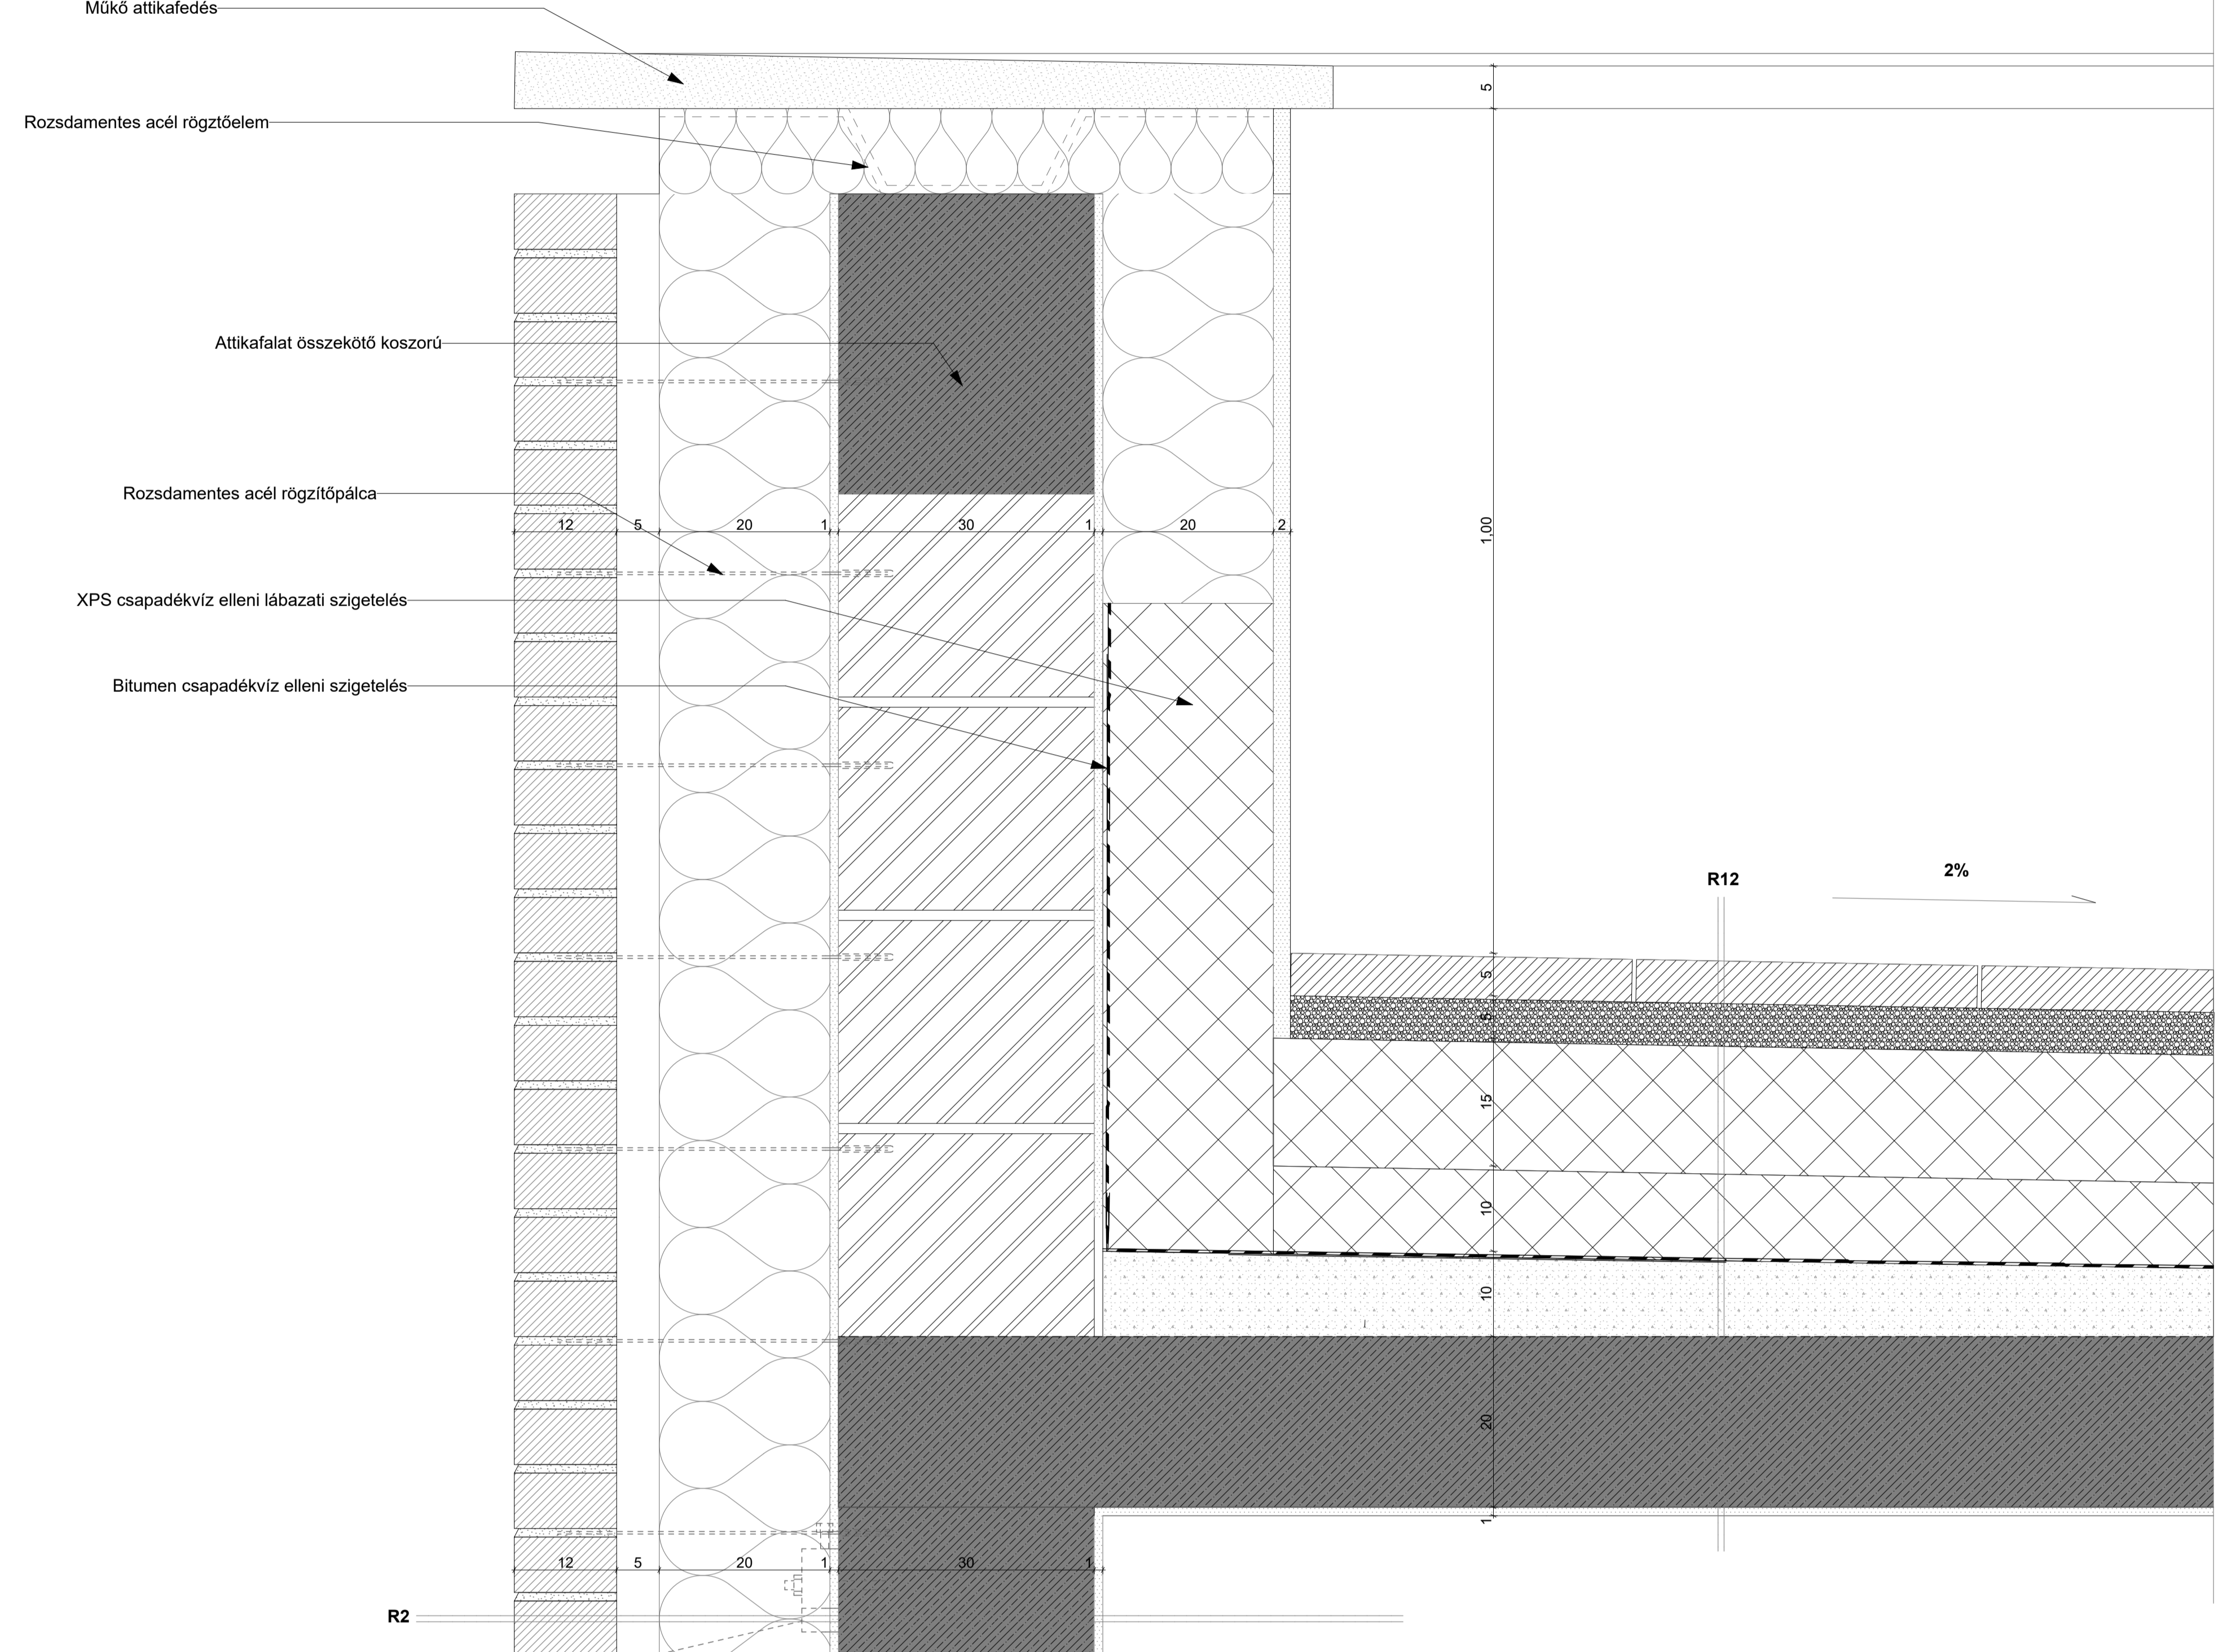 Műkő attikafedés
5
Rozsdamentes acél rögztőelem
Attikafalat összekötő koszorú
Rozsdamentes acél rögzítőpálca
12 5 20 1 30 1 20 2
1,00
XPS csapadékvíz elleni lábazati szigetelés
Bitumen csapadékvíz elleni szigetelés
2%
R12
5
5
15
10
10
20
1
12 5 20 1 30 1
R2